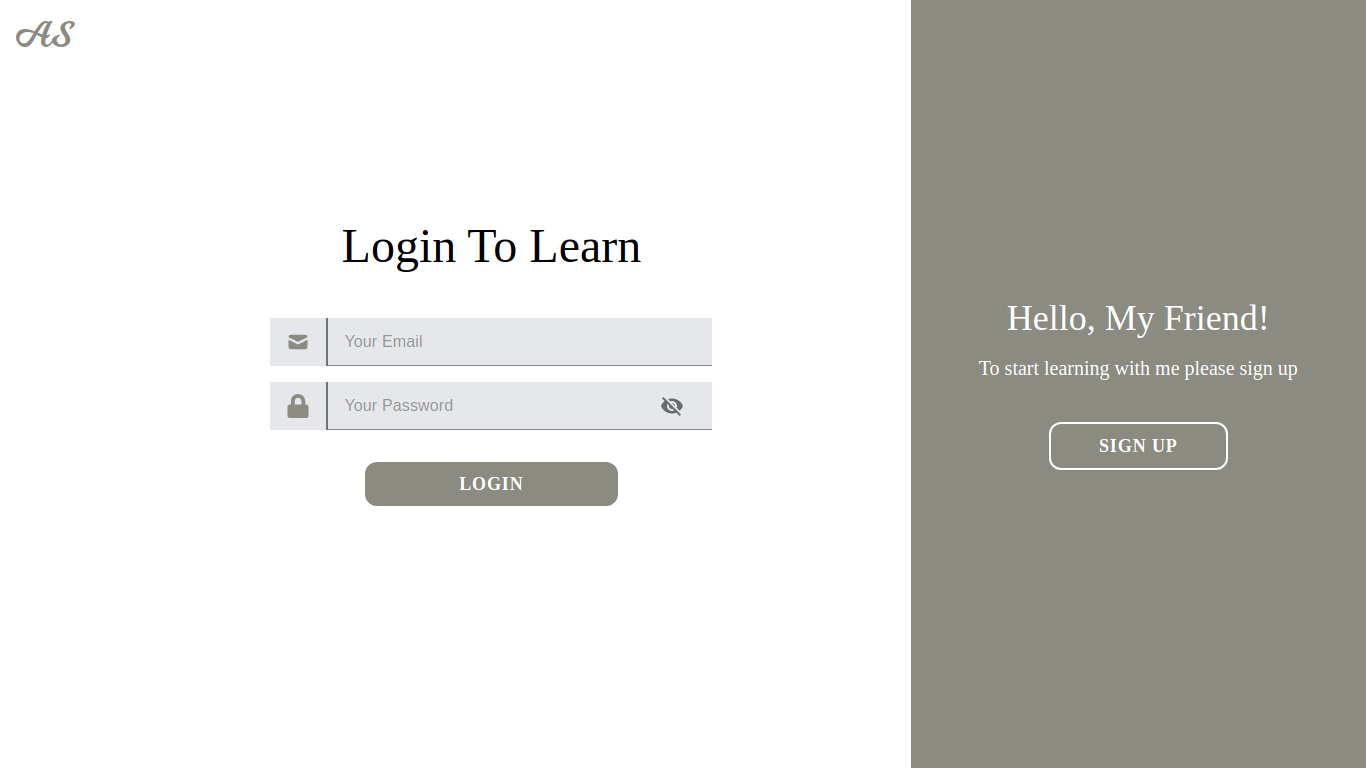 AS
Login To Learn
Your Email
Your Password
LOGIN
Hello, My Friend!
To start learning with me please sign up
SIGN UP